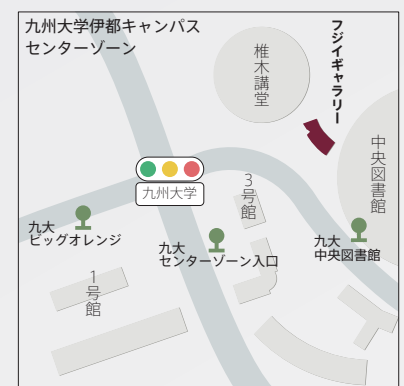 九州大学伊都キャンパス
センターゾーン
椎木講堂
フジイギャラリー
中央図書館
九州大学
3号館
九大
ビッグオレンジ
九大
センターゾーン入口
九大
中央図書館
1号館